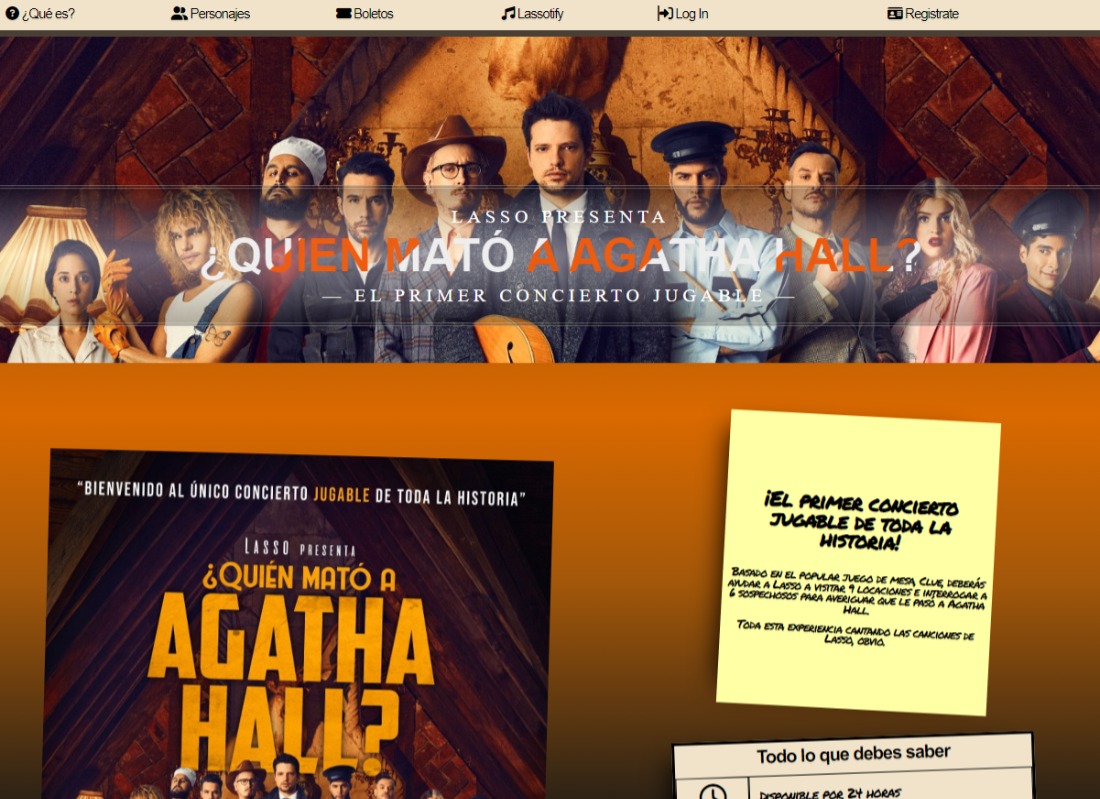 ¿Qué es?
Personajes
Boletos
Lassotify
Log In
Registrate
LASSO PRESENTA
¿QUIEN MATÓ A AGATHA HALL?
— EL PRIMER CONCIERTO JUGABLE —
“BIENVENIDO AL ÚNICO CONCIERTO JUGABLE DE TODA LA HISTORIA”
LASSO PRESENTA
¿QUIÉN MATÓ A
AGATHA
HALL?
¡EL PRIMER CONCIERTO
JUGABLE DE TODA LA
HISTORIA!
BASADO EN EL POPULAR JUEGO DE MESA, CLUE, DEBERÁS
AYUDAR A LASSO A VISITAR 9 LOCACIONES E INTERROGAR A
6 SOSPECHOSOS PARA AVERIGUAR QUE LE PASÓ A AGATHA
HALL.
TODA ESTA EXPERIENCIA CANTANDO LAS CANCIONES DE
LASSO, OBVIO.
Todo lo que debes saber
DISPONIBLE POR 24 HORAS